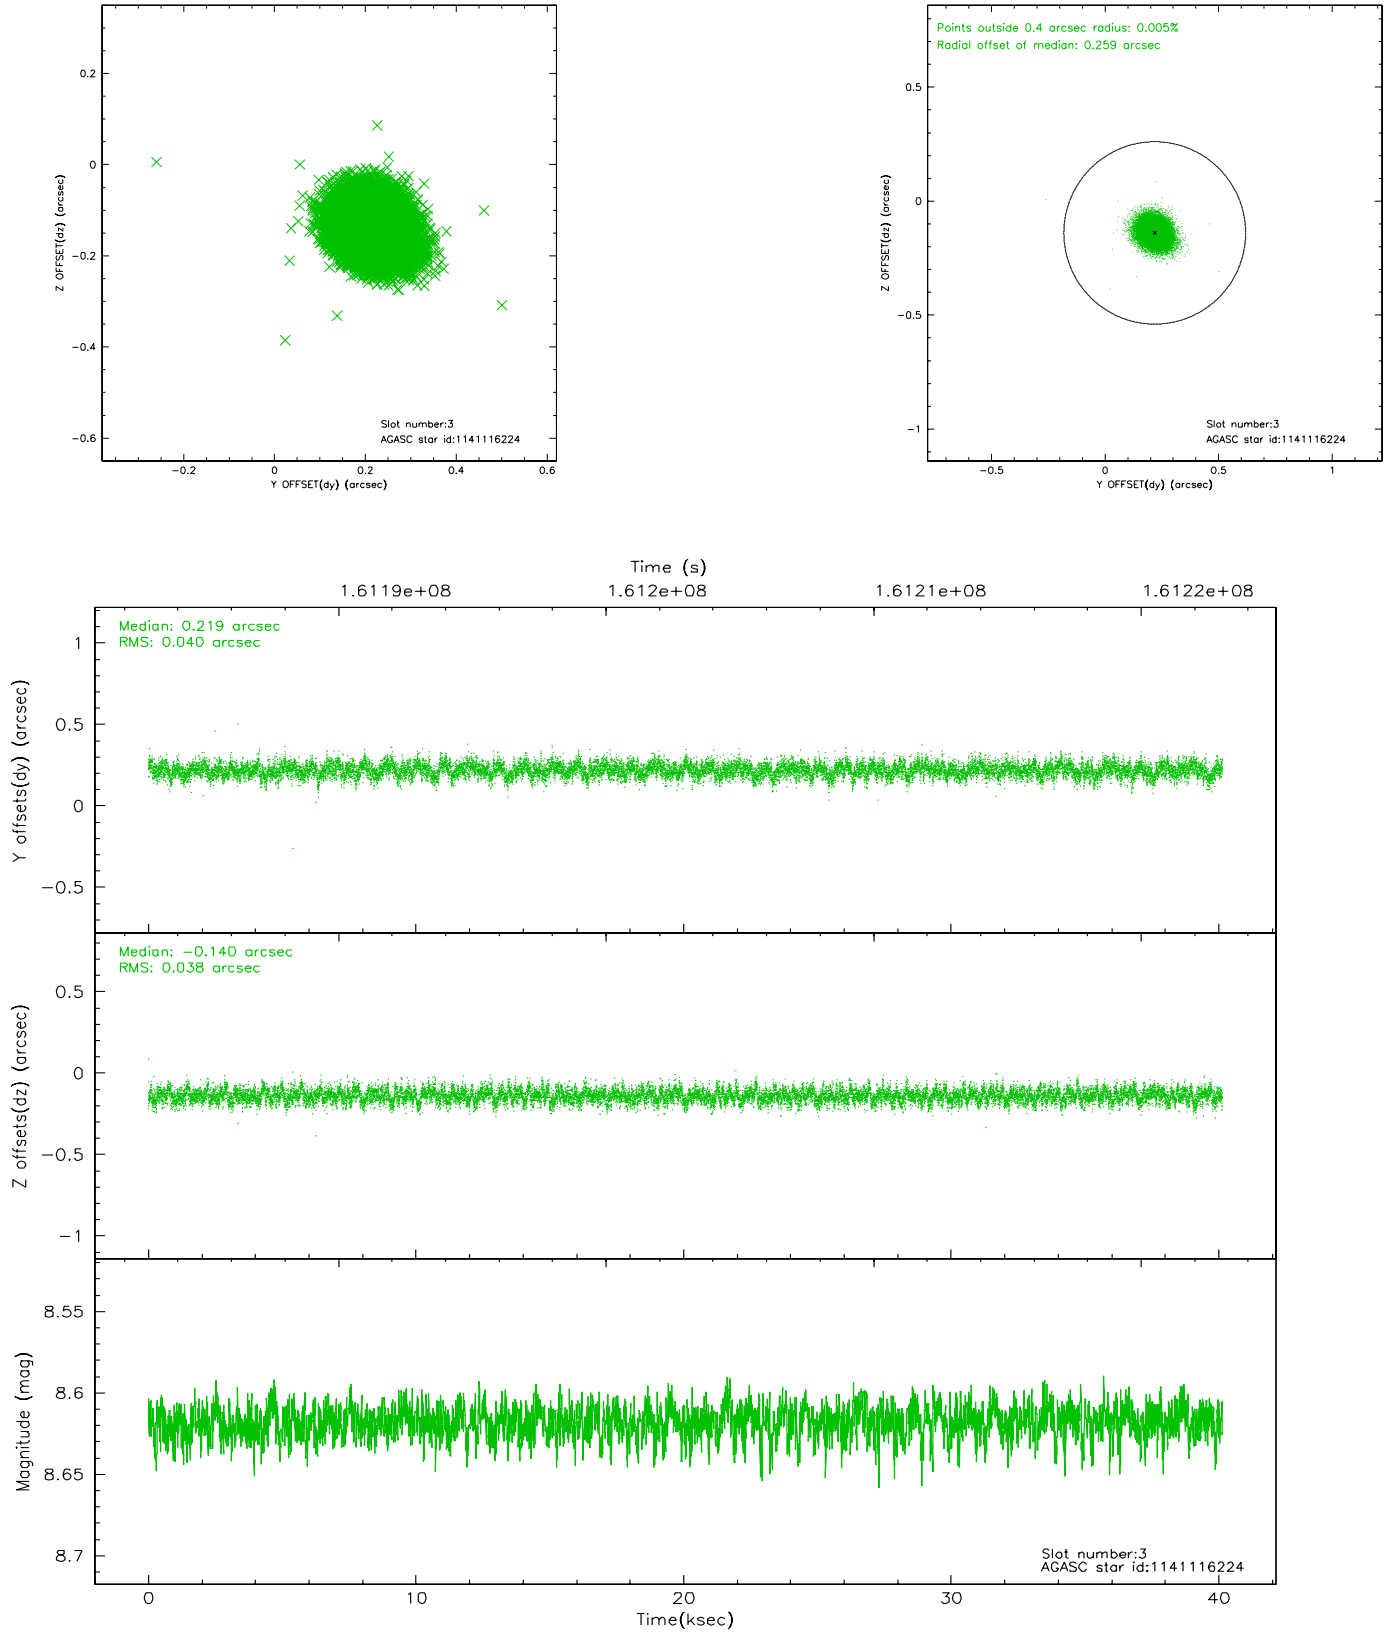 0.2
0
−0.2
−0.4
−0.6
Z OFFSET(dz) (arcsec)
Slot number:3
AGASC star id:1141116224
−0.2
0
0.2
0.4
0.6
Y OFFSET(dy) (arcsec)
Points outside 0.4 arcsec radius: 0.005%
Radial offset of median: 0.259 arcsec
0.5
0
−0.5
−1
Z OFFSET(dz) (arcsec)
Slot number:3
AGASC star id:1141116224
−0.5
0
0.5
1
Y OFFSET(dy) (arcsec)
Time (s)
1.6119e+08
1.612e+08
1.6121e+08
1.6122e+08
Median: 0.219 arcsec
RMS: 0.040 arcsec
1
0.5
0
−0.5
Y offsets(dy) (arcsec)
Median: −0.140 arcsec
RMS: 0.038 arcsec
0.5
0
−0.5
−1
Z offsets(dz) (arcsec)
8.55
8.6
8.65
8.7
Magnitude (mag)
Slot number:3
AGASC star id:1141116224
0
10
20
30
40
Time(ksec)